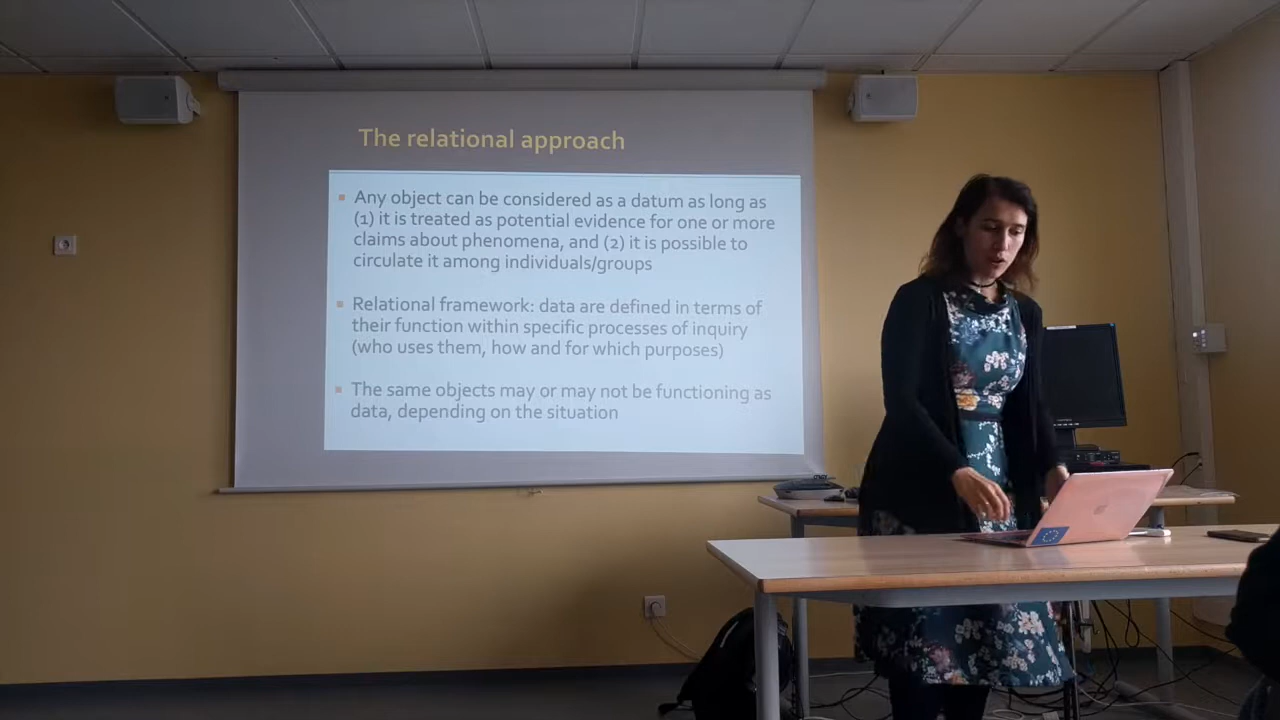 The relational approach
Any object can be considered as a datum as long as
(1) it is treated as potential evidence for one or more
claims about phenomena, and (2) it is possible to
circulate it among individuals/groups
Relational framework: data are defined in terms of
their function within specific processes of inquiry
(who uses them, how and for which purposes)
The same objects may or may not be functioning as
data, depending on the situation